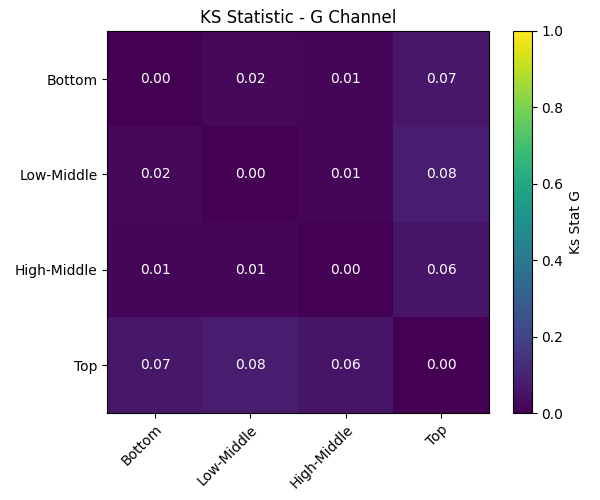 KS Statistic - G Channel
Bottom 0.00 0.02 0.01 0.07
Low-Middle 0.02 0.00 0.01 0.08
High-Middle 0.01 0.01 0.00 0.06
Top 0.07 0.08 0.06 0.00
Bottom Low-Middle High-Middle Top
1.0
0.8
0.6
0.4
0.2
0.0
Ks Stat G